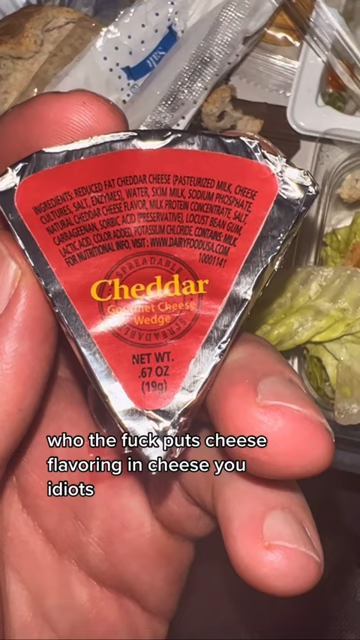 INGREDIENTS: REDUCED FAT CHEDDAR CHEESE (PASTEURIZED MILK, CHEESE
CULTURES, SALT, ENZYMES), WATER, SKIM MILK, SODIUM PHOSPHATE,
NATURAL CHEDDAR CHEESE FLAVOR, MILK PROTEIN CONCENTRATE, SALT,
CARRAGEENAN, SORBIC ACID (PRESERVATIVE), LOCUST BEAN GUM,
LACTIC ACID, COLOR ADDED, POTASSIUM CHLORIDE. CONTAINS: MILK.
FOR NUTRITIONAL INFO. VISIT : WWW.DAIRYFOODUSA.COM
10001141
SPREADABLE
Cheddar
Gourmet Cheese
Wedge
SPREADABLE
NET WT.
.67 OZ
(19g)
who the fuck puts cheese
flavoring in cheese you
idiots